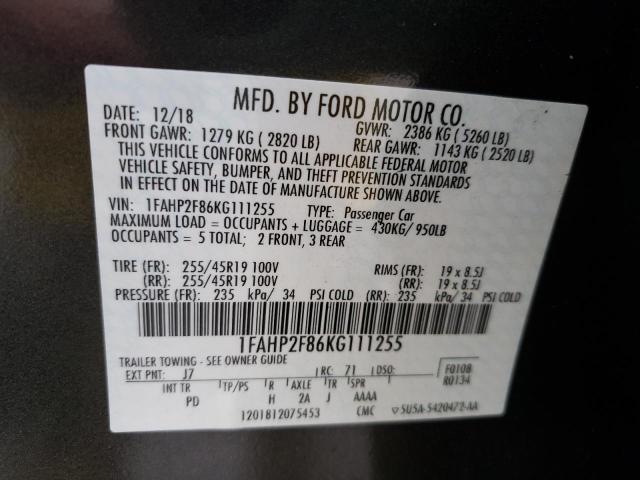 MFD. BY FORD MOTOR CO.
DATE: 12/18 GVWR: 2386 KG ( 5260 LB)
FRONT GAWR: 1279 KG ( 2820 LB) REAR GAWR: 1143 KG ( 2520 LB)
THIS VEHICLE CONFORMS TO ALL APPLICABLE FEDERAL MOTOR
VEHICLE SAFETY, BUMPER, AND THEFT PREVENTION STANDARDS
IN EFFECT ON THE DATE OF MANUFACTURE SHOWN ABOVE.
VIN: 1FAHP2F86KG111255 TYPE: Passenger Car
MAXIMUM LOAD = OCCUPANTS + LUGGAGE = 430KG/ 950LB
OCCUPANTS = 5 TOTAL; 2 FRONT, 3 REAR
TIRE (FR): 255/45R19 100V RIMS (FR): 19 x 8.5J
(RR): 255/45R19 100V (RR): 19 x 8.5J
PRESSURE (FR): 235 kPa/ 34 PSI COLD (RR): 235 kPa/ 34 PSI COLD
1FAHP2F86KG111255
TRAILER TOWING - SEE OWNER GUIDE
EXT PNT: J7 RC: 71 DSO: F0108
R0134
INT TR TP/PS R AXLE TR SPR
PD H 2A J AAAA
1201812075453 CMC 5U5A-5420472-AA